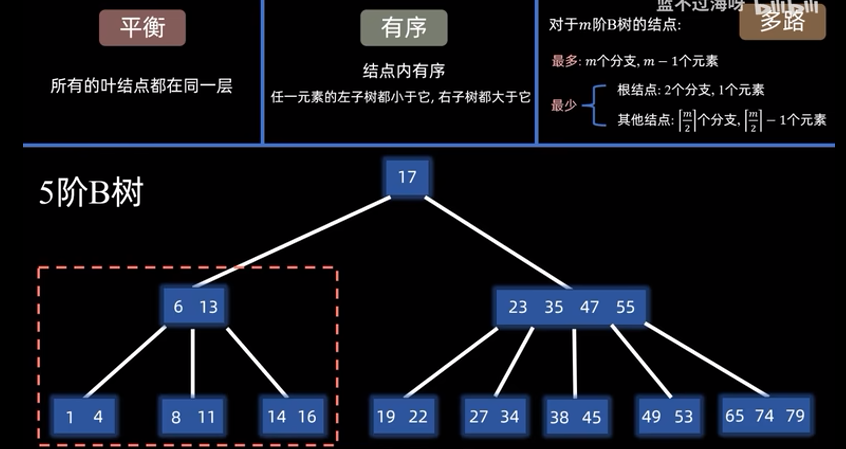 蓝不过海呀 bilibili
平衡
所有的叶结点都在同一层
有序
结点内有序
任一元素的左子树都小于它, 右子树都大于它
多路
对于m阶B树的结点:
最多: m个分支, m − 1个元素
最少
根结点: 2个分支, 1个元素
其他结点: ⌈m/2⌉个分支, ⌈m/2⌉ − 1个元素
5阶B树
17
6 13
23 35 47 55
1 4
8 11
14 16
19 22
27 34
38 45
49 53
65 74 79